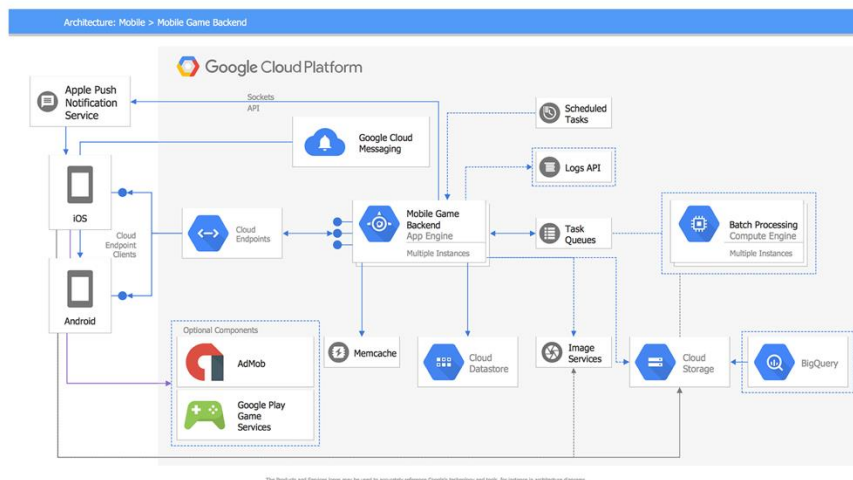 Architecture: Mobile > Mobile Game Backend
Google Cloud Platform
Apple Push
Notification
Service
Sockets
API
Scheduled
Tasks
Google Cloud
Messaging
Logs API
iOS
Cloud
Endpoint
Clients
Cloud
Endpoints
Mobile Game
Backend
App Engine
Multiple Instances
Task
Queues
Batch Processing
Compute Engine
Multiple Instances
Android
Optional Components
AdMob
Memcache
Cloud
Datastore
Image
Services
Cloud
Storage
BigQuery
Google Play
Game
Services